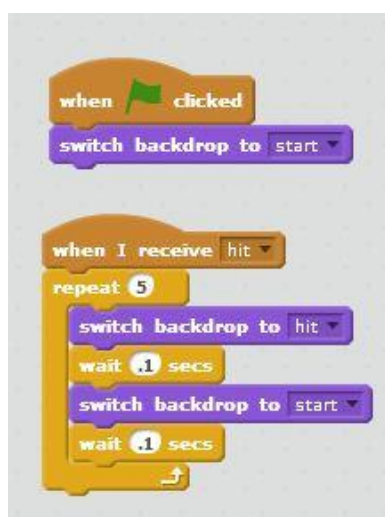 when clicked
switch backdrop to start
when I receive hit
repeat 5
switch backdrop to hit
wait .1 secs
switch backdrop to start
wait .1 secs